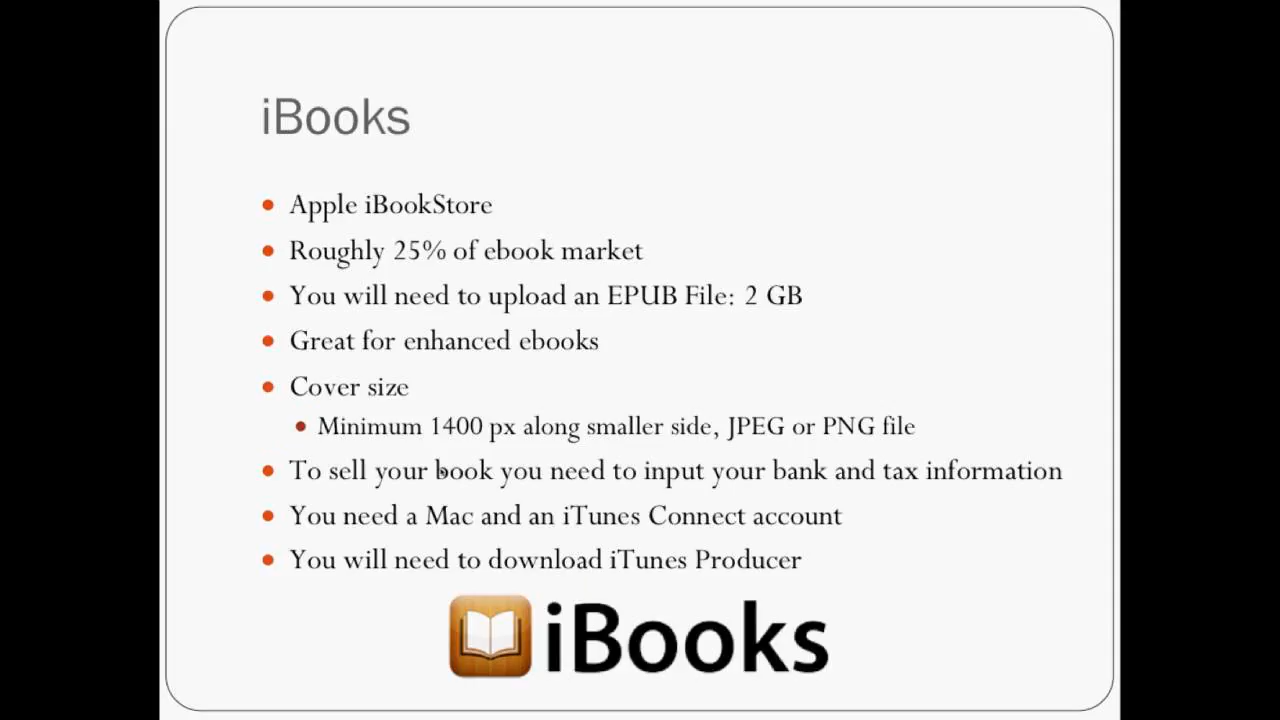 iBooks
Apple iBookStore
Roughly 25% of ebook market
You will need to upload an EPUB File: 2 GB
Great for enhanced ebooks
Cover size
Minimum 1400 px along smaller side, JPEG or PNG file
To sell your book you need to input your bank and tax information
You need a Mac and an iTunes Connect account
You will need to download iTunes Producer
iBooks